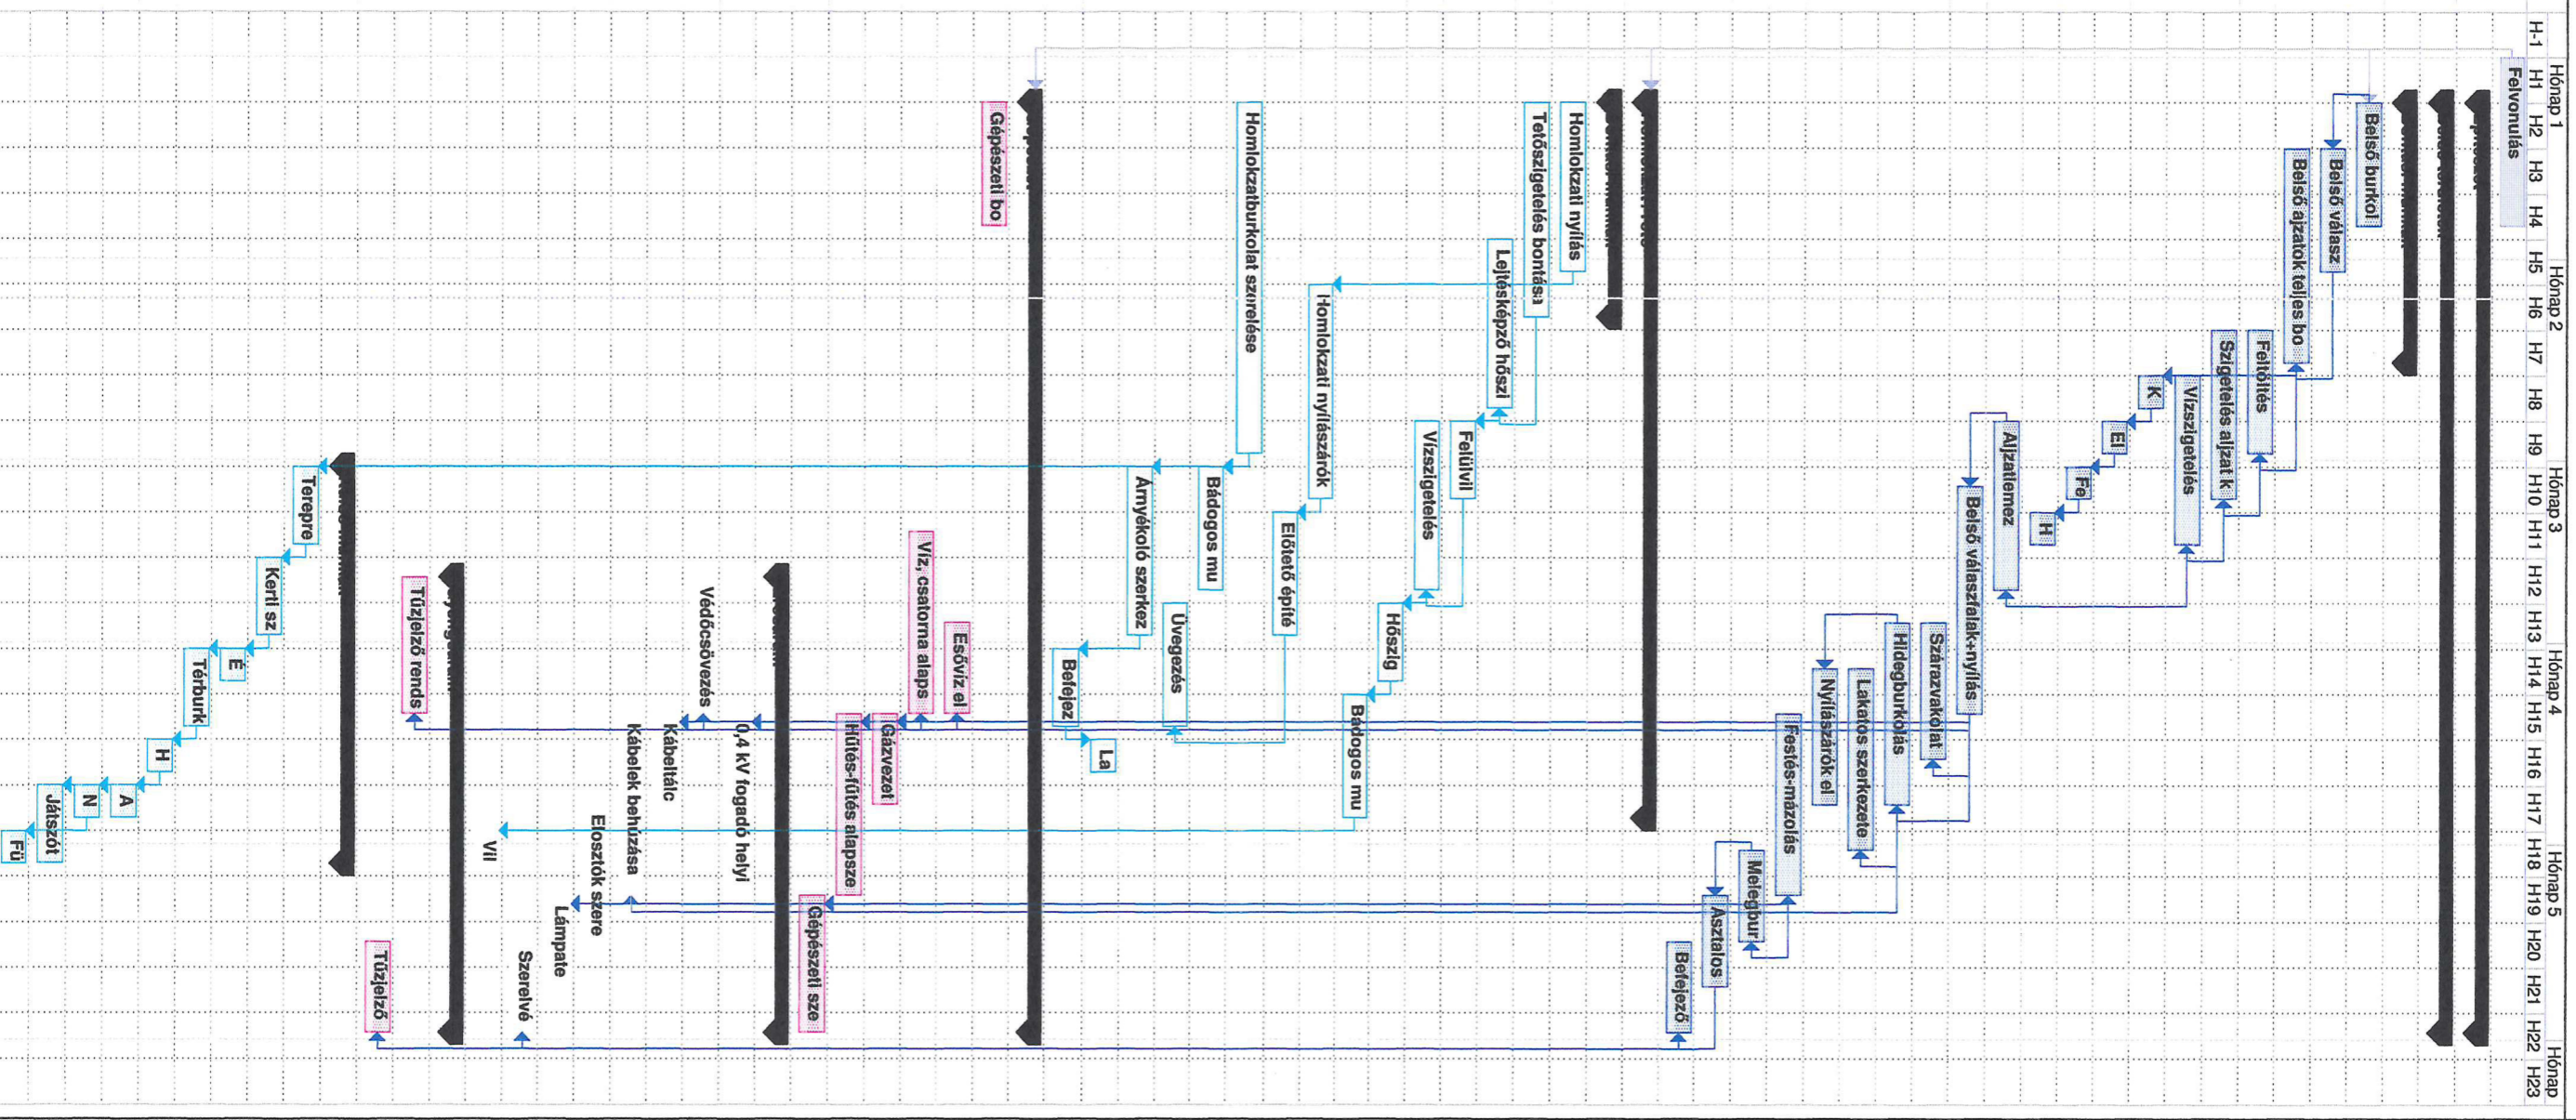 Hónap 1
Hónap 2
Hónap 3
Hónap 4
Hónap 5
Hónap
H-1
H1
H2
H3
H4
H5
H6
H7
H8
H9
H10
H11
H12
H13
H14
H15
H16
H17
H18
H19
H20
H21
H22
H23
Felvonulás
Belső burkol
Belső válasz
Belső ajzatok teljes bo
Feltöltés
Szigetelés aljzat k
Vízszigetelés
K
El
Fe
H
Aljzatlemez
Belső válaszfalak+nyílás
Szárazvakolat
Hidegburkolás
Lakatos szerkezete
Nyílászárók el
Festés-mázolás
Melegbur
Asztalos
Befejező
Homlokzati nyílás
Tetőszigetelés bontása
Lejtésképző hőszi
Felülvil
Vízszigetelés
Hőszig
Bádogos mu
Homlokzati nyílászárók
Előtető építé
Homlokzatburkolat szerelése
Bádogos mu
Üvegezés
Árnyékoló szerkez
La
Befejez
Gépészeti bo
Esővíz el
Víz, csatorna alaps
Gázvezet
Hűtés-fűtés alapsze
Gépészeti sze
0,4 kV fogadó helyi
Védőcsövezés
Kábeltálc
Kábelek behúzása
Elosztók szere
Lámpate
Szerelvé
Vil
Tűzjelző rends
Tűzjelző
Terepre
Kerti sz
É
Térburk
H
A
N
Játszót
Fü